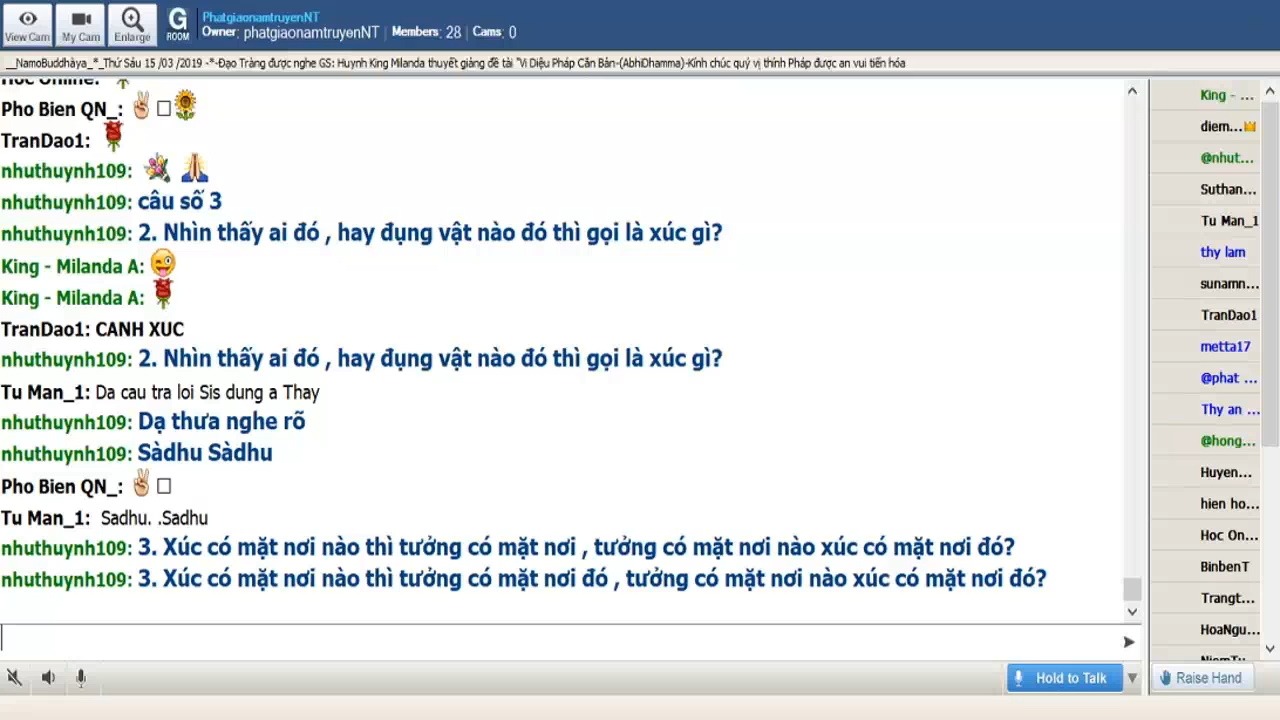 View Cam
My Cam
Enlarge
G
ROOM
PhatgiaonamtruyenNT
Owner: phatgiaonamtruyenNT | Members: 28 | Cams: 0
__NamoBuddhàya_*_Thứ Sáu 15 /03 /2019 -*-Đạo Tràng được nghe GS: Huynh King Milanda thuyết giảng đề tài "Vi Diệu Pháp Căn Bản-(AbhiDhamma)-Kính chúc quý vị thính Pháp được an vui tiến hóa
Hoc Online:
Pho Bien QN_:
TranDao1:
nhuthuynh109:
nhuthuynh109: câu số 3
nhuthuynh109: 2. Nhìn thấy ai đó , hay đụng vật nào đó thì gọi là xúc gì?
King - Milanda A:
King - Milanda A:
TranDao1: CANH XUC
nhuthuynh109: 2. Nhìn thấy ai đó , hay đụng vật nào đó thì gọi là xúc gì?
Tu Man_1: Da cau tra loi Sis dung a Thay
nhuthuynh109: Dạ thưa nghe rõ
nhuthuynh109: Sàdhu Sàdhu
Pho Bien QN_:
Tu Man_1: Sadhu. .Sadhu
nhuthuynh109: 3. Xúc có mặt nơi nào thì tưởng có mặt nơi , tưởng có mặt nơi nào xúc có mặt nơi đó?
nhuthuynh109: 3. Xúc có mặt nơi nào thì tưởng có mặt nơi đó , tưởng có mặt nơi nào xúc có mặt nơi đó?
King - ...
diem...
@nhut...
Suthan...
Tu Man_1
thy lam
sunamn...
TranDao1
metta17
@phat ...
Thy an ...
@hong...
Huyen...
hien ho...
Hoc On...
BinbenT
Trangt...
HoaNgu...
Hold to Talk
Raise Hand